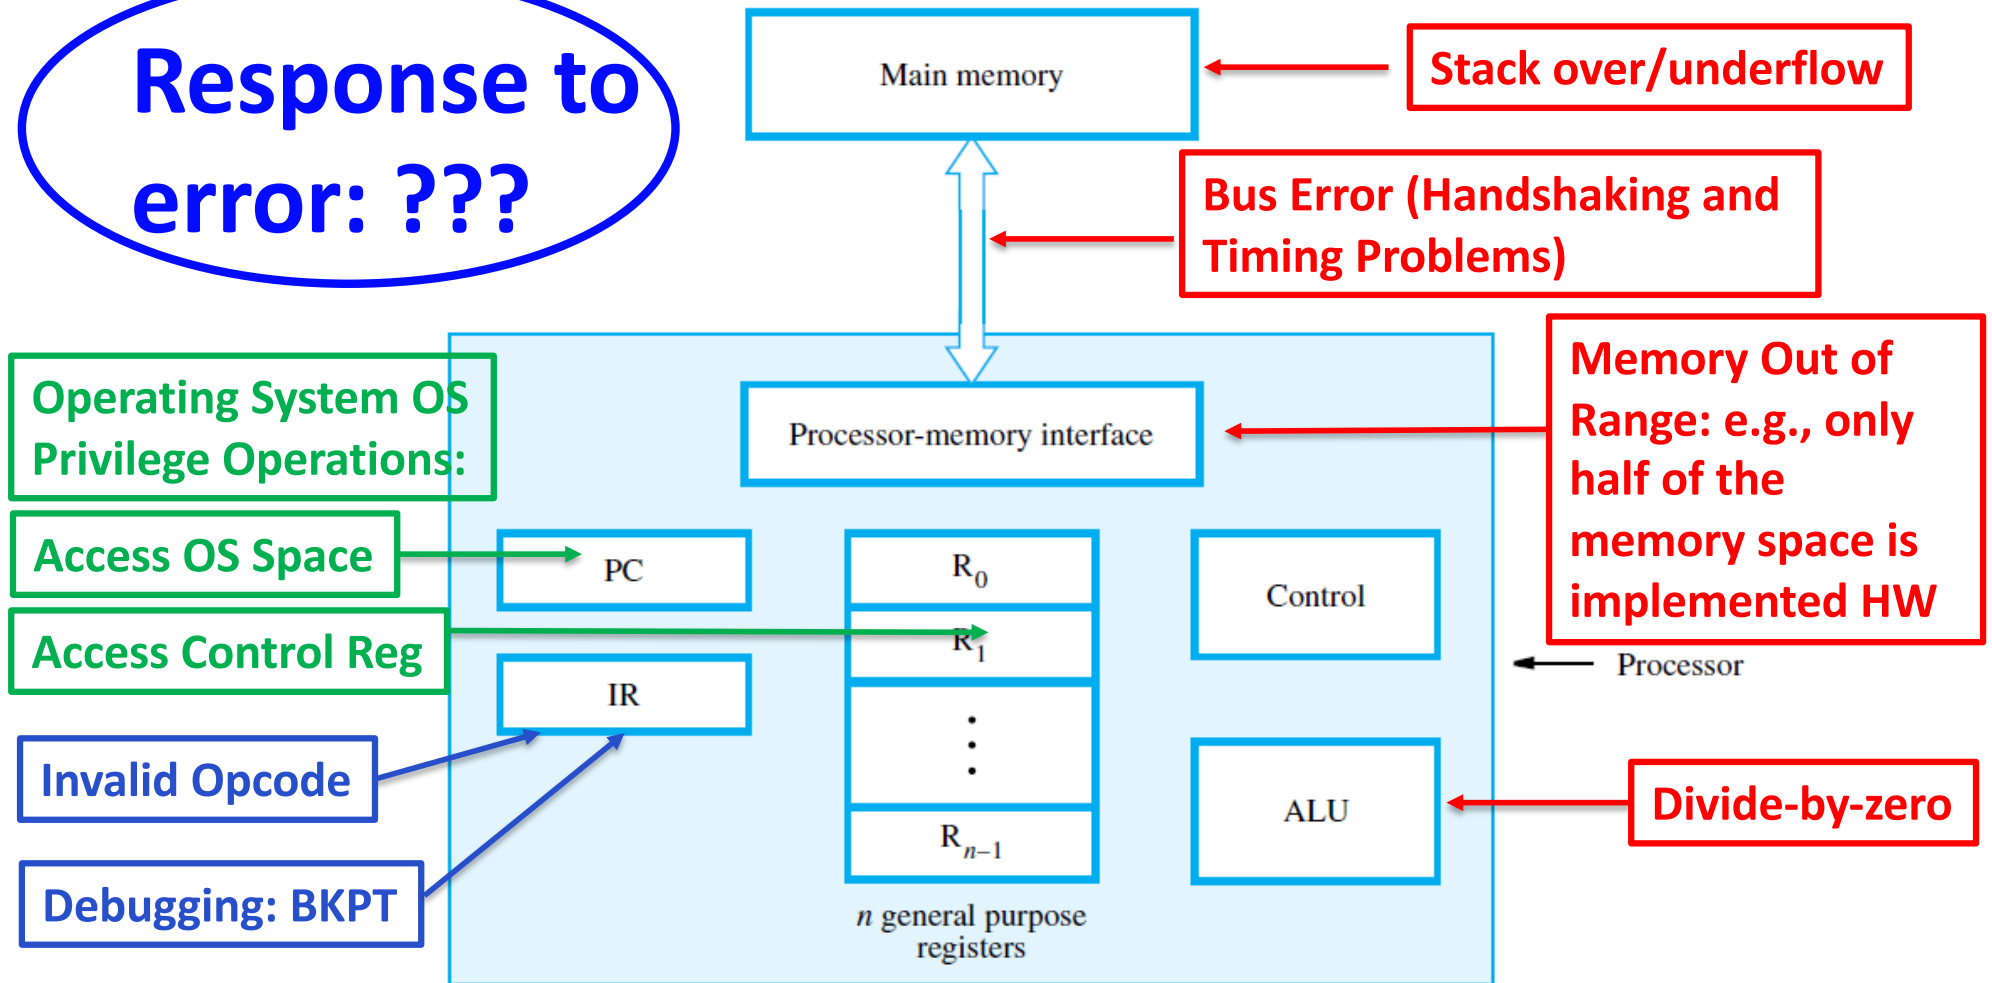 Response to
error: ???
Main memory
Stack over/underflow
Bus Error (Handshaking and
Timing Problems)
Operating System OS
Privilege Operations:
Processor-memory interface
Memory Out of
Range: e.g., only
half of the
memory space is
implemented HW
Access OS Space
PC
R0
Control
Access Control Reg
R1
Processor
IR
Invalid Opcode
ALU
Divide-by-zero
Rn–1
Debugging: BKPT
n general purpose
registers